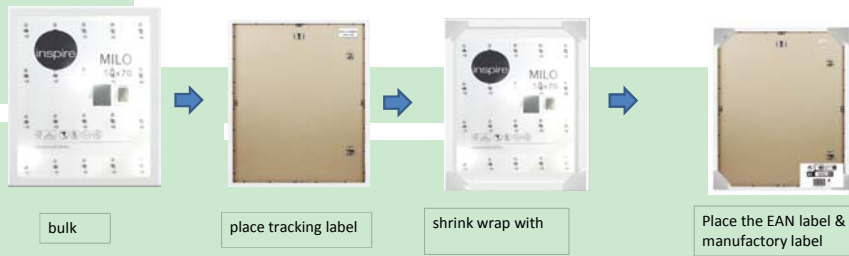 inspire
MILO
50x70
inspire
MILO
50x70
bulk
place tracking label
shrink wrap with
Place the EAN label &
manufactory label